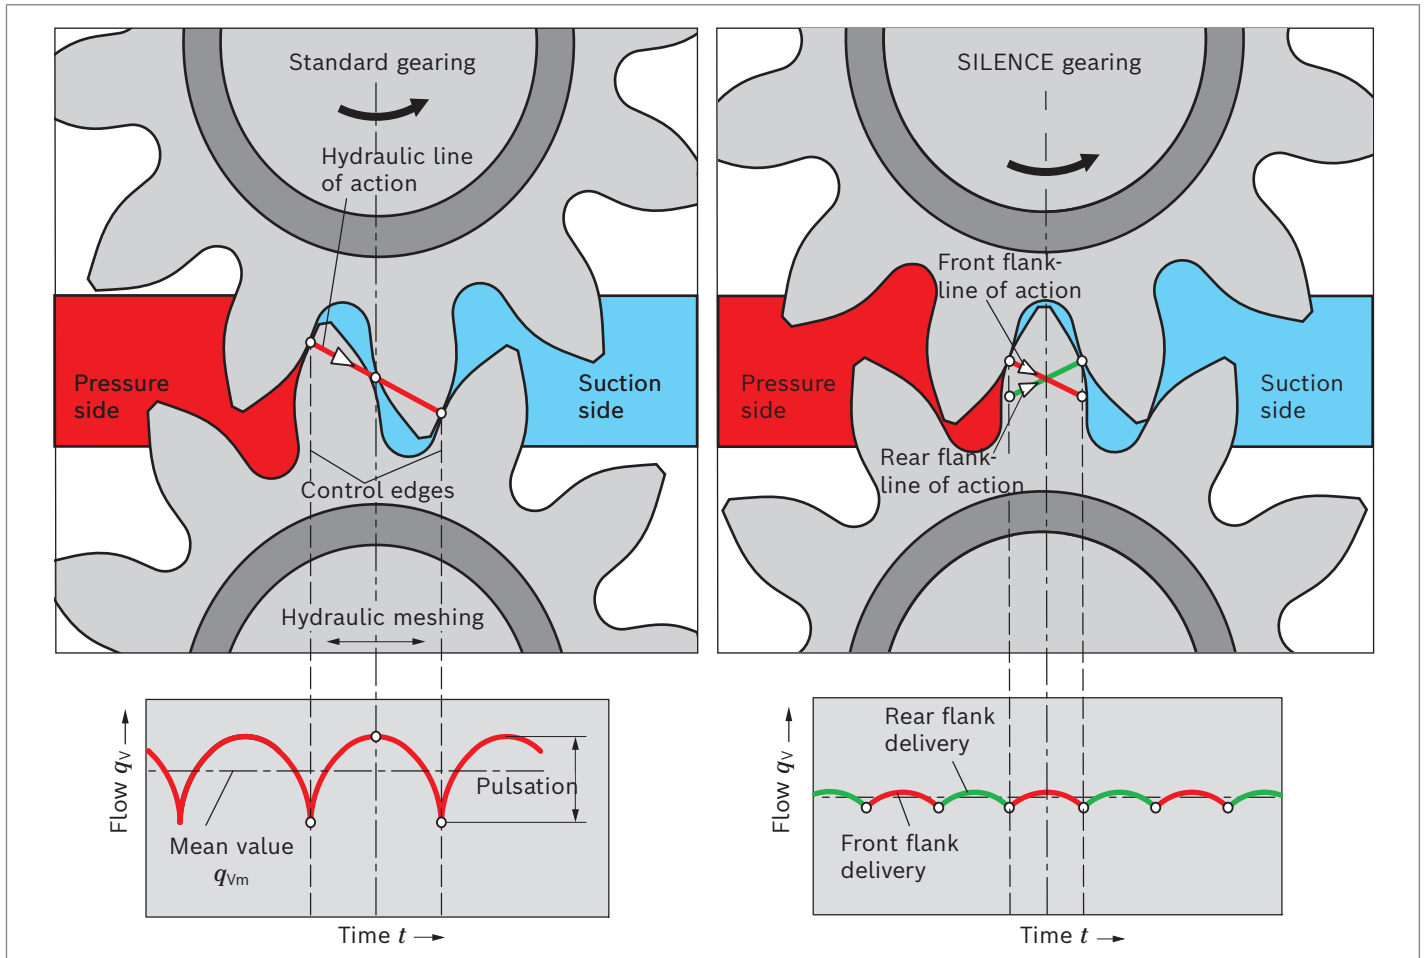 Standard gearing
Hydraulic line
of action
Pressure
side
Suction
side
Control edges
Hydraulic meshing
Flow qV
Pulsation
Mean value
qVm
Time t
SILENCE gearing
Front flank-
line of action
Pressure
side
Suction
side
Rear flank-
line of action
Flow qV
Rear flank
delivery
Front flank
delivery
Time t